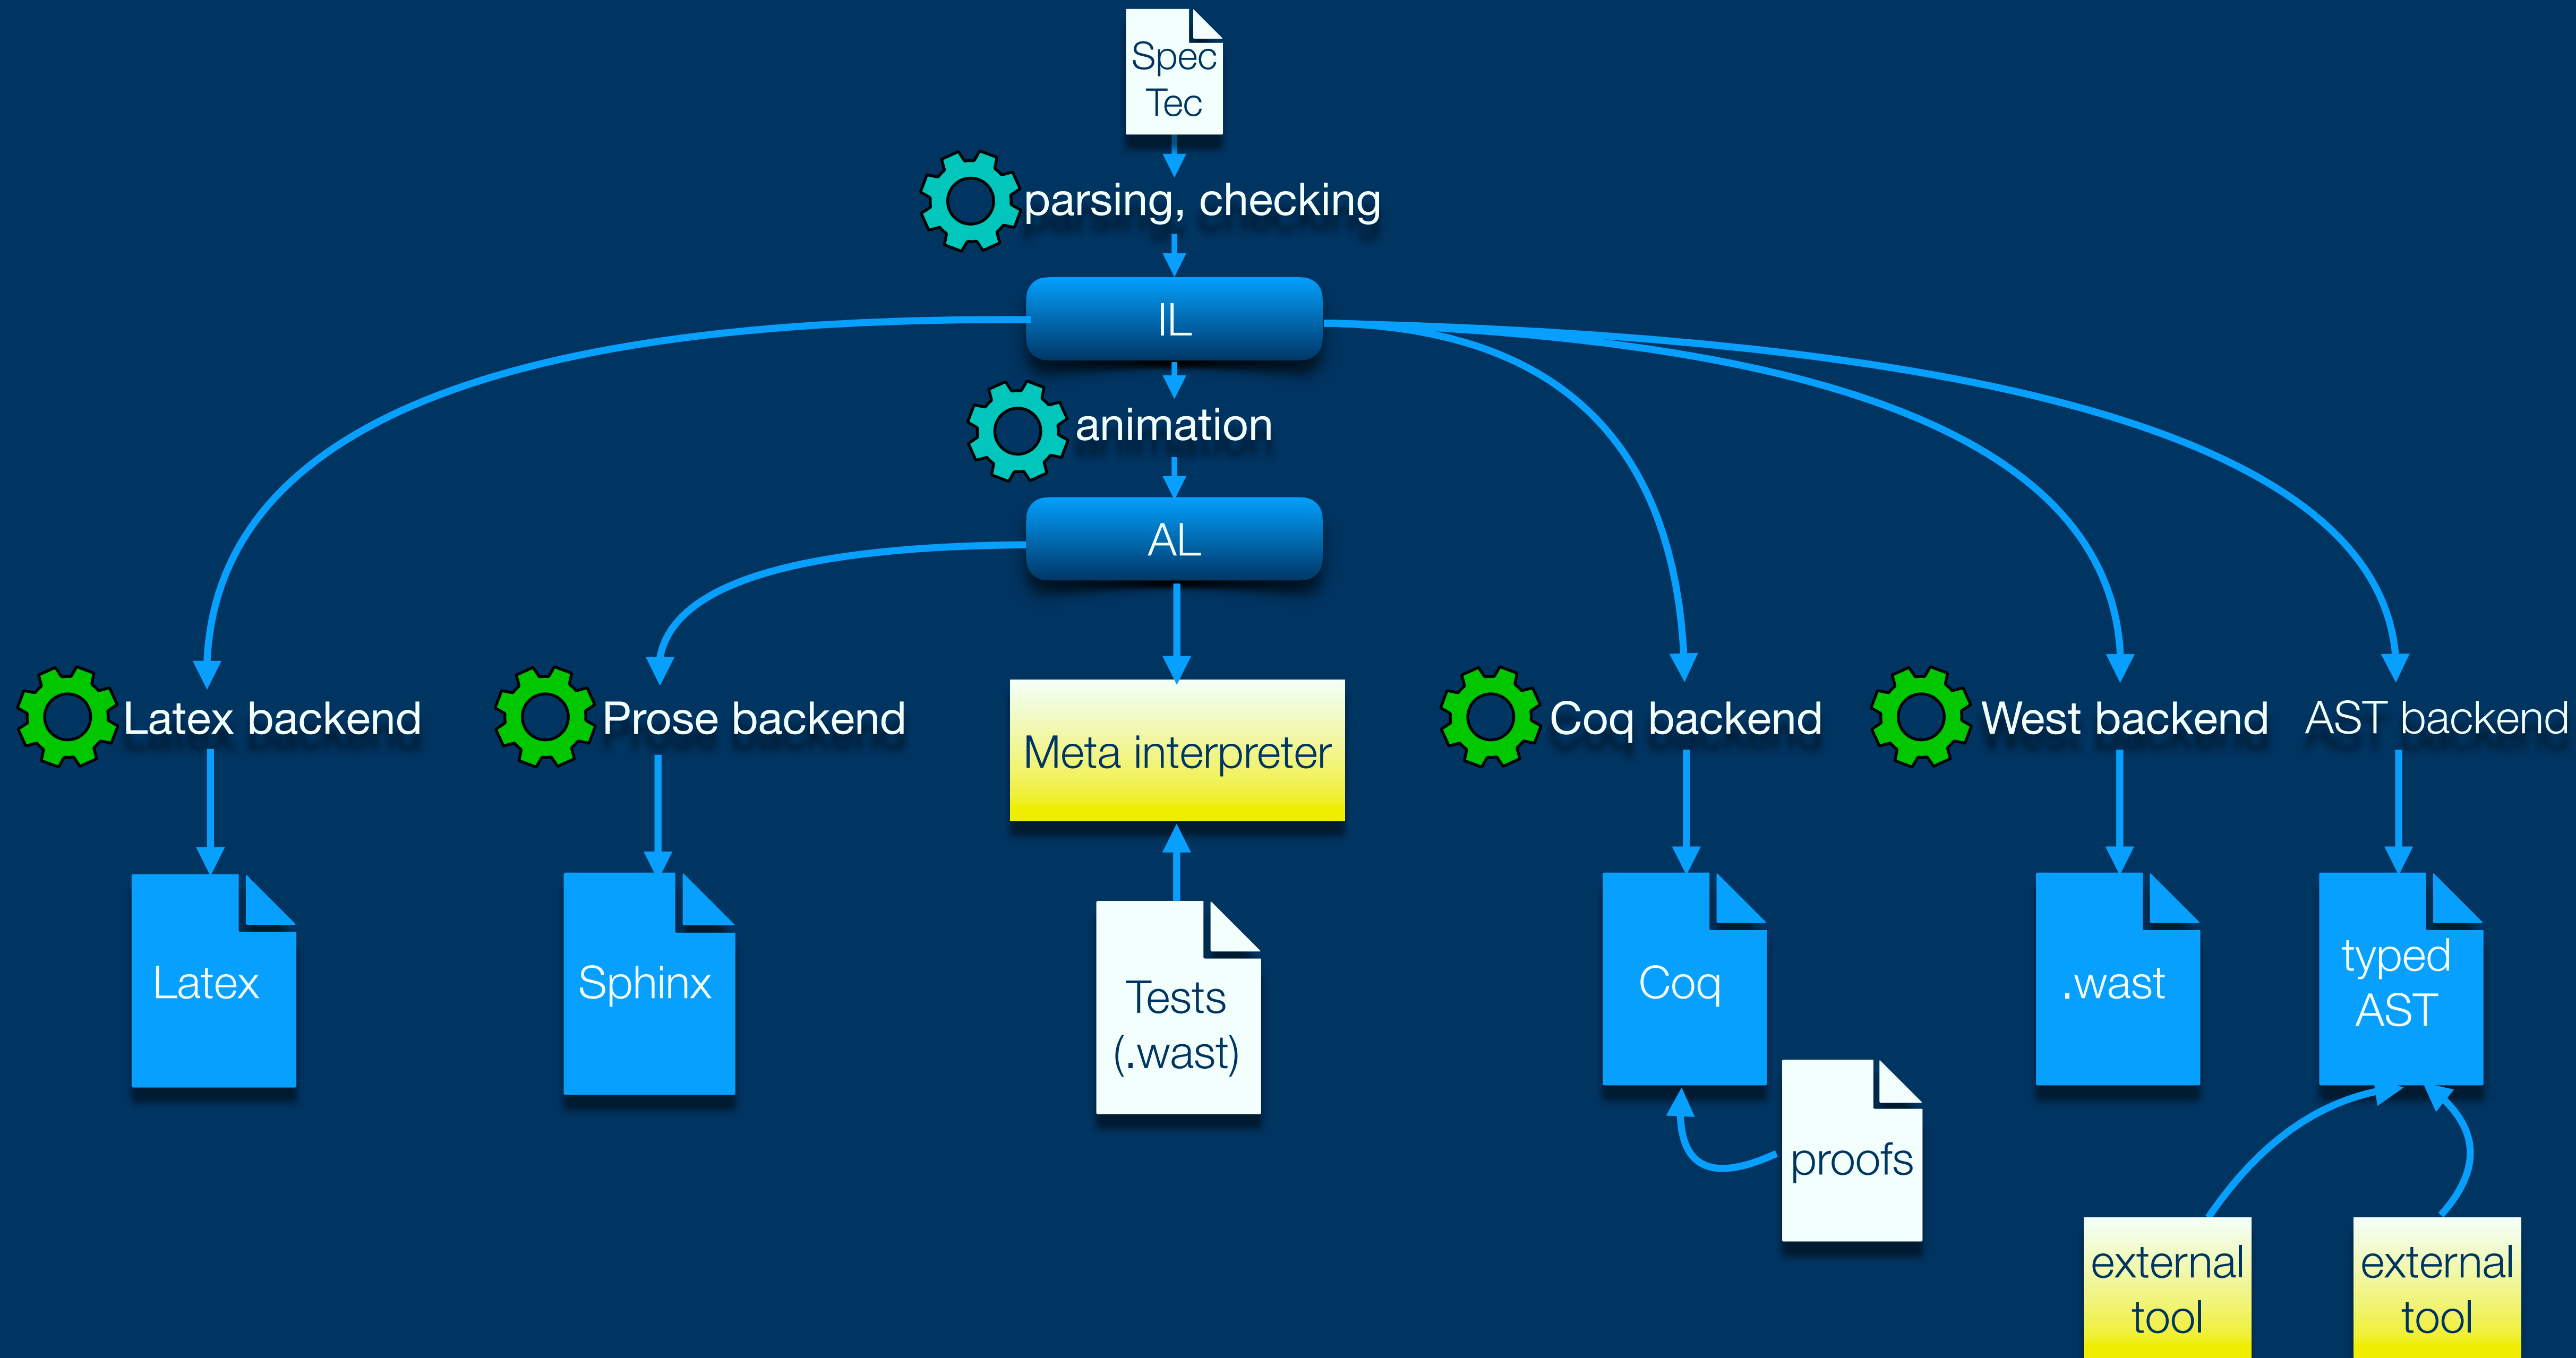 Spec
Tec
parsing, checking
IL
animation
AL
Latex backend
Prose backend
Meta interpreter
Coq backend
West backend
AST backend
Latex
Sphinx
Tests
(.wast)
Coq
.wast
typed
AST
proofs
external
tool
external
tool